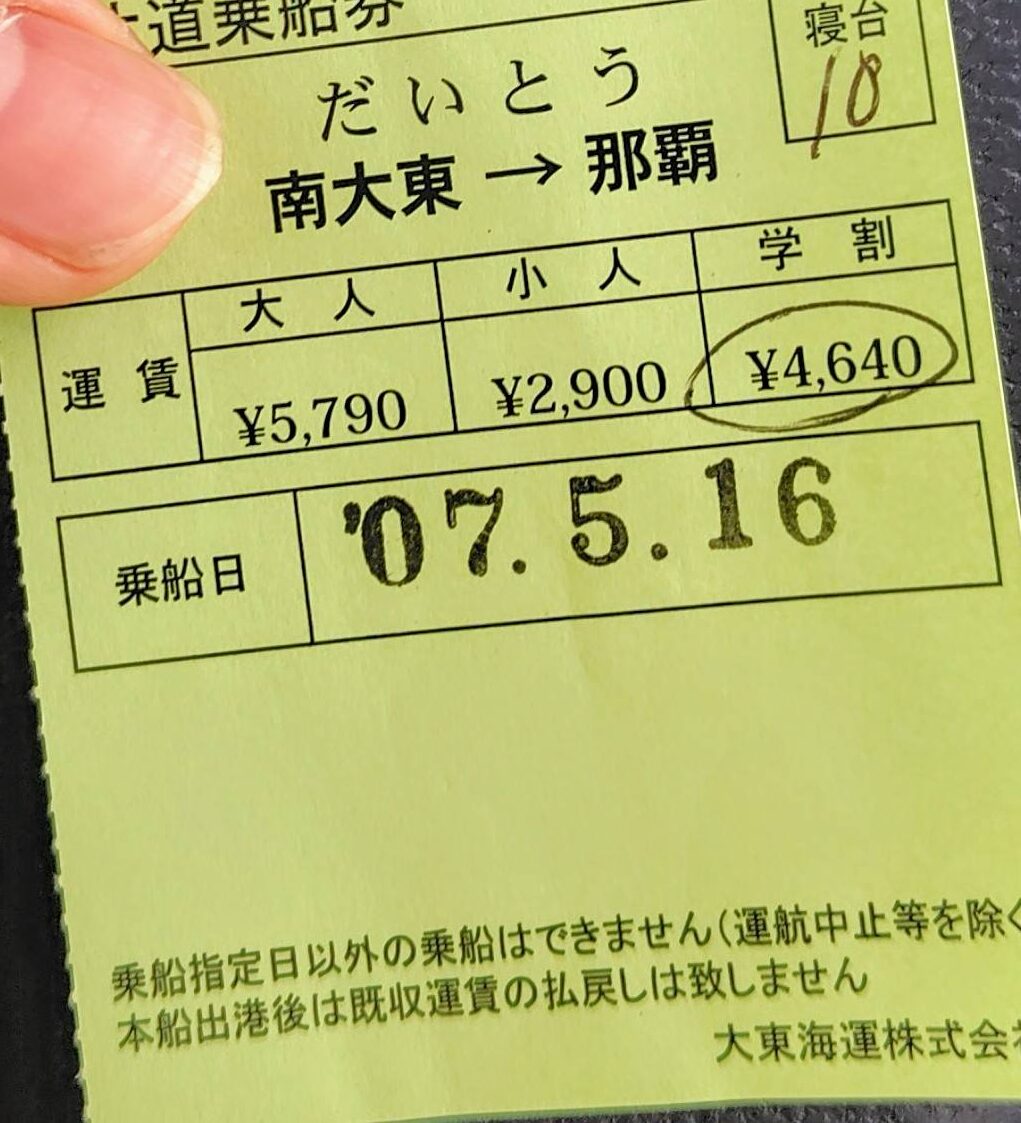 道乗船券
寝台
10
だいとう
南大東→那覇
大人 小人 学割
運賃 ¥5,790 ¥2,900 ¥4,640
乗船日 '07.5.16
乗船指定日以外の乗船はできません(運航中止等を除く
本船出港後は既収運賃の払戻しは致しません
大東海運株式会